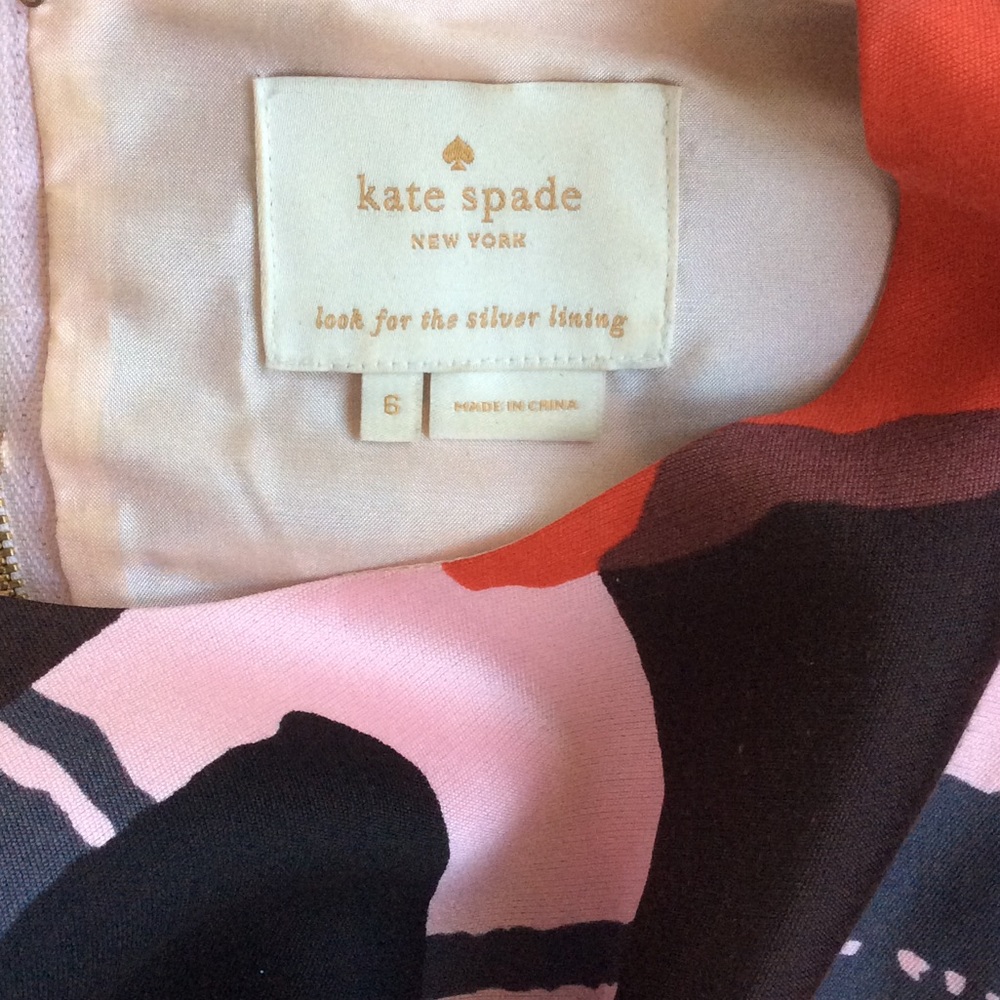 kate spade
NEW YORK
look for the silver lining
6
MADE IN CHINA